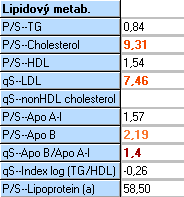 Lipidový metab.
P/S--TG 0,84
P/S--Cholesterol 9,31
P/S--HDL 1,54
qS--LDL 7,46
qS--nonHDL cholesterol
P/S--Apo A-I 1,57
P/S--Apo B 2,19
qS--Apo B/Apo A-I 1,4
qS--Index log (TG/HDL) -0,26
P/S--Lipoprotein (a) 58,50